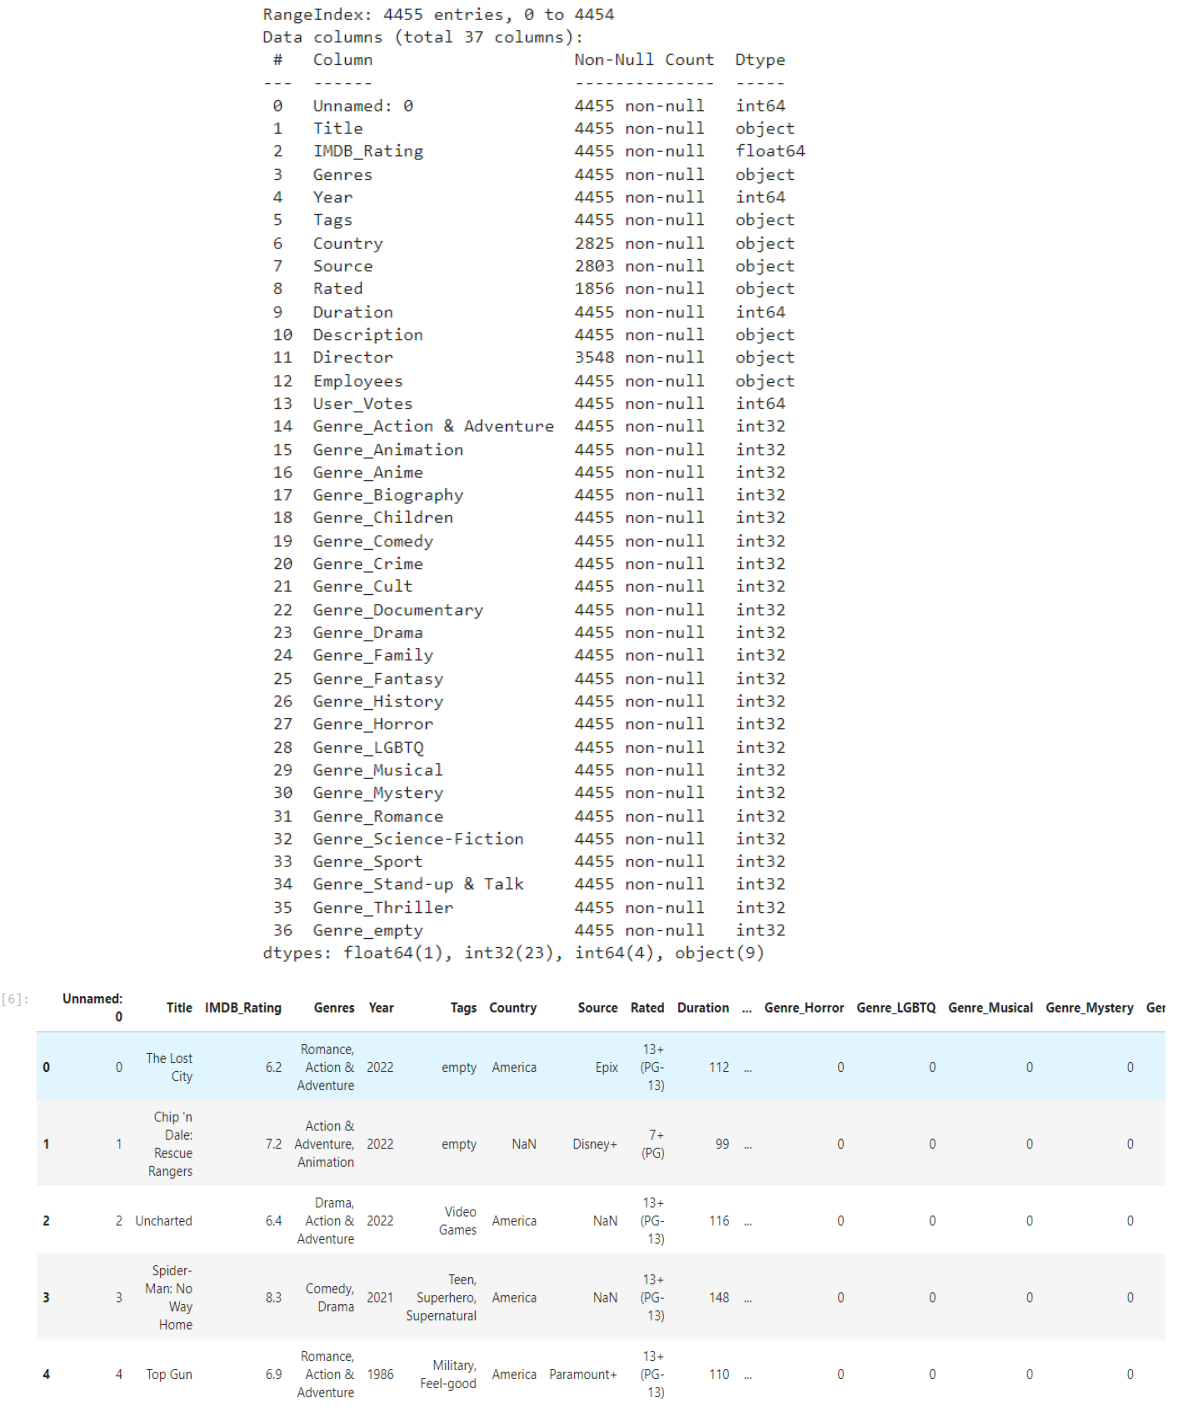 RangeIndex: 4455 entries, 0 to 4454
Data columns (total 37 columns):
# Column Non-Null Count Dtype
--- ------ -------------- -----
0 Unnamed: 0 4455 non-null int64
1 Title 4455 non-null object
2 IMDB_Rating 4455 non-null float64
3 Genres 4455 non-null object
4 Year 4455 non-null int64
5 Tags 4455 non-null object
6 Country 2825 non-null object
7 Source 2803 non-null object
8 Rated 1856 non-null object
9 Duration 4455 non-null int64
10 Description 4455 non-null object
11 Director 3548 non-null object
12 Employees 4455 non-null object
13 User_Votes 4455 non-null int64
14 Genre_Action & Adventure 4455 non-null int32
15 Genre_Animation 4455 non-null int32
16 Genre_Anime 4455 non-null int32
17 Genre_Biography 4455 non-null int32
18 Genre_Children 4455 non-null int32
19 Genre_Comedy 4455 non-null int32
20 Genre_Crime 4455 non-null int32
21 Genre_Cult 4455 non-null int32
22 Genre_Documentary 4455 non-null int32
23 Genre_Drama 4455 non-null int32
24 Genre_Family 4455 non-null int32
25 Genre_Fantasy 4455 non-null int32
26 Genre_History 4455 non-null int32
27 Genre_Horror 4455 non-null int32
28 Genre_LGBTQ 4455 non-null int32
29 Genre_Musical 4455 non-null int32
30 Genre_Mystery 4455 non-null int32
31 Genre_Romance 4455 non-null int32
32 Genre_Science-Fiction 4455 non-null int32
33 Genre_Sport 4455 non-null int32
34 Genre_Stand-up & Talk 4455 non-null int32
35 Genre_Thriller 4455 non-null int32
36 Genre_empty 4455 non-null int32
dtypes: float64(1), int32(23), int64(4), object(9)
[6]: Unnamed: 0 Title IMDB_Rating Genres Year Tags Country Source Rated Duration ... Genre_Horror Genre_LGBTQ Genre_Musical Genre_Mystery Ger
0 0 The Lost City 6.2 Romance, Action & Adventure 2022 empty America Epix 13+ (PG-13) 112 ... 0 0 0 0
1 1 Chip 'n Dale: Rescue Rangers 7.2 Action & Adventure, Animation 2022 empty NaN Disney+ 7+ (PG) 99 ... 0 0 0 0
2 2 Uncharted 6.4 Drama, Action & Adventure 2022 Video Games America NaN 13+ (PG-13) 116 ... 0 0 0 0
3 3 Spider-Man: No Way Home 8.3 Comedy, Drama 2021 Teen, Superhero, Supernatural America NaN 13+ (PG-13) 148 ... 0 0 0 0
4 4 Top Gun 6.9 Romance, Action & Adventure 1986 Military, Feel-good America Paramount+ 13+ (PG-13) 110 ... 0 0 0 0